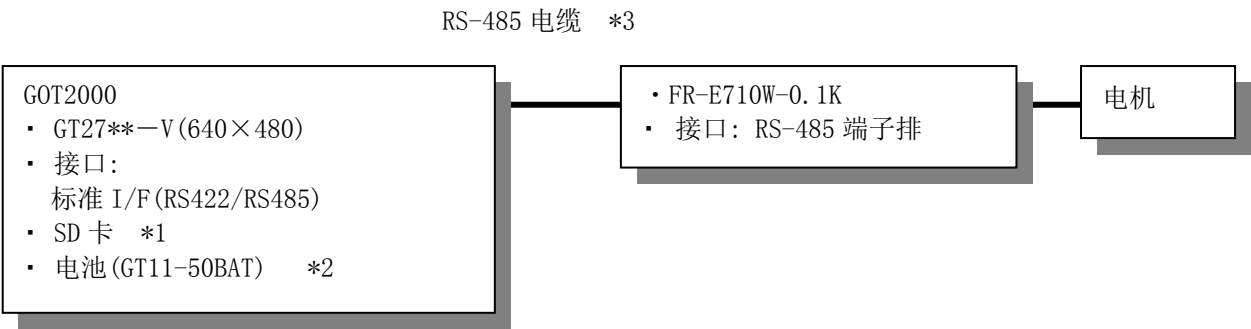 RS-485 电缆 *3
GOT2000
· GT27**－V(640×480)
· 接口:
标准 I/F(RS422/RS485)
· SD 卡 *1
· 电池(GT11-50BAT) *2
·FR-E710W-0.1K
· 接口: RS-485 端子排
电机